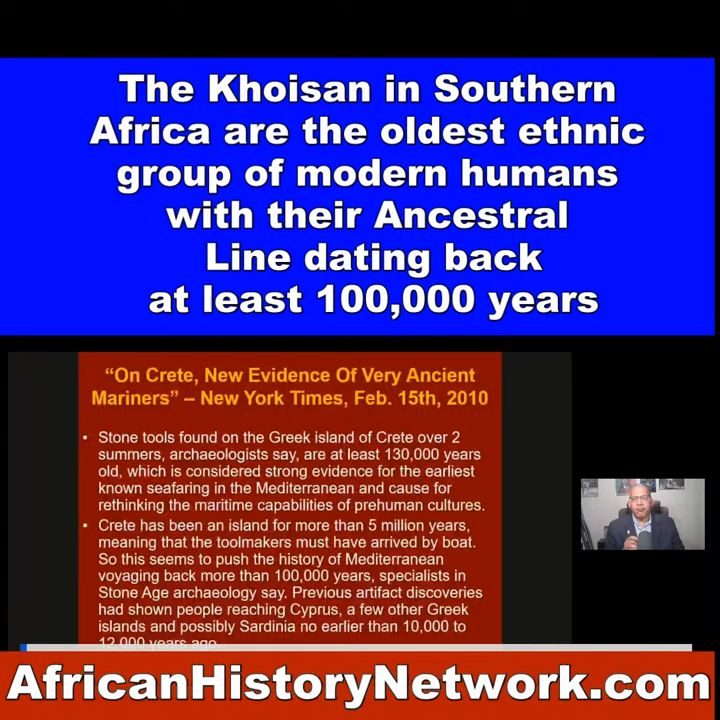 The Khoisan in Southern
Africa are the oldest ethnic
group of modern humans
with their Ancestral
Line dating back
at least 100,000 years
“On Crete, New Evidence Of Very Ancient
Mariners” – New York Times, Feb. 15th, 2010
• Stone tools found on the Greek island of Crete over 2
summers, archaeologists say, are at least 130,000 years
old, which is considered strong evidence for the earliest
known seafaring in the Mediterranean and cause for
rethinking the maritime capabilities of prehuman cultures.
• Crete has been an island for more than 5 million years,
meaning that the toolmakers must have arrived by boat.
So this seems to push the history of Mediterranean
voyaging back more than 100,000 years, specialists in
Stone Age archaeology say. Previous artifact discoveries
had shown people reaching Cyprus, a few other Greek
islands and possibly Sardinia no earlier than 10,000 to
12,000 years ago.
AfricanHistoryNetwork.com